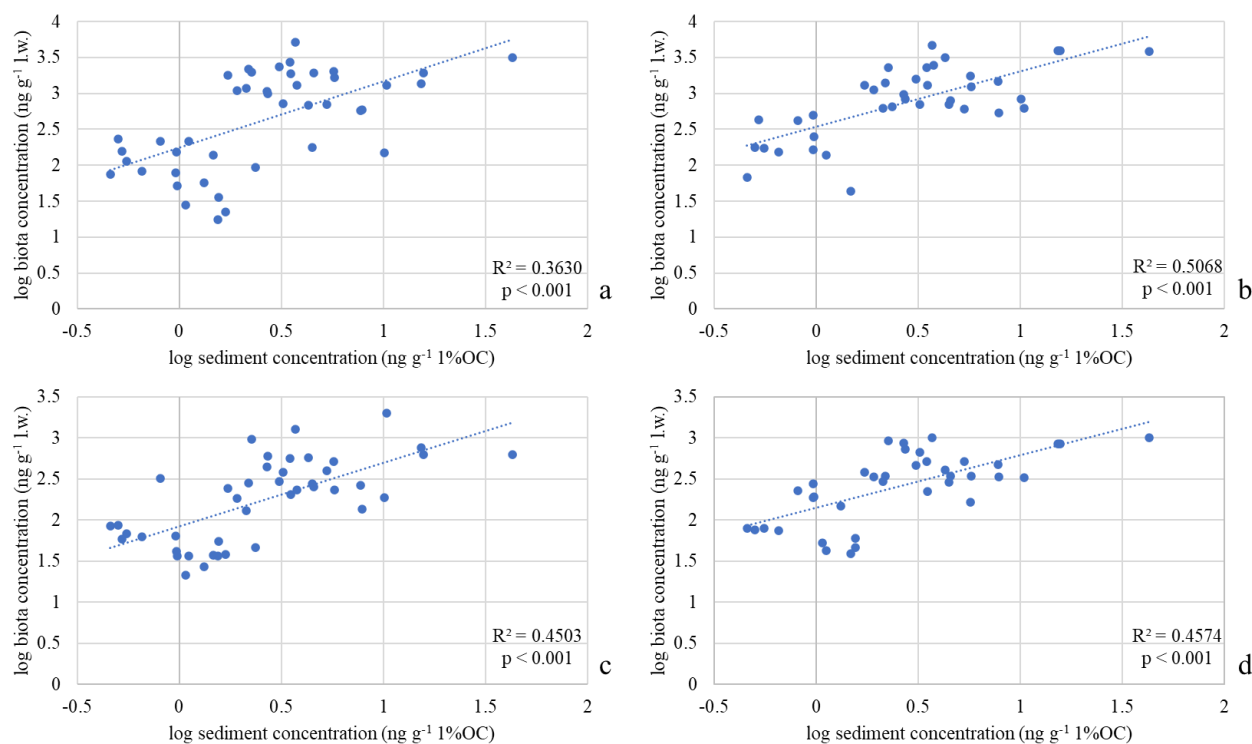 4
3.5
3
2.5
2
1.5
1
0.5
0
-0.5 0 0.5 1 1.5 2
log biota concentration (ng g⁻¹ l.w.)
log sediment concentration (ng g⁻¹ 1%OC)
R² = 0.3630
p < 0.001
a
4
3.5
3
2.5
2
1.5
1
0.5
0
-0.5 0 0.5 1 1.5 2
log biota concentration (ng g⁻¹ l.w.)
log sediment concentration (ng g⁻¹ 1%OC)
R² = 0.5068
p < 0.001
b
3.5
3
2.5
2
1.5
1
0.5
0
-0.5 0 0.5 1 1.5 2
log biota concentration (ng g⁻¹ l.w.)
log sediment concentration (ng g⁻¹ 1%OC)
R² = 0.4503
p < 0.001
c
3.5
3
2.5
2
1.5
1
0.5
0
-0.5 0 0.5 1 1.5 2
log biota concentration (ng g⁻¹ l.w.)
log sediment concentration (ng g⁻¹ 1%OC)
R² = 0.4574
p < 0.001
d